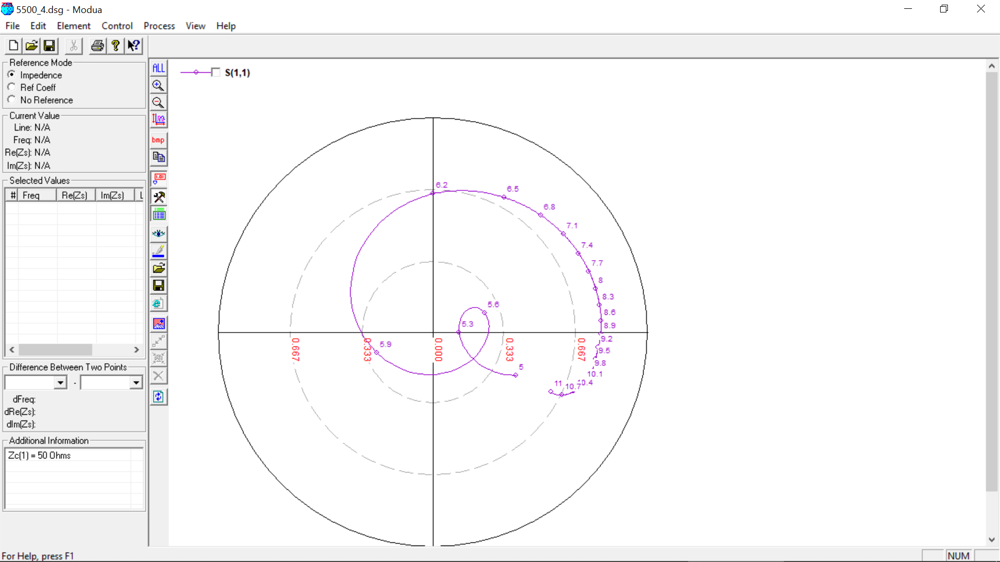 5500_4.dsg - Modua
File Edit Element Control Process View Help
Reference Mode
Impedence
Ref Coeff
No Reference
Current Value
Line: N/A
Freq: N/A
Re(Zs): N/A
Im(Zs): N/A
Selected Values
# Freq Re(Zs) Im(Zs) L
Difference Between Two Points
-
dFreq:
dRe(Zs):
dIm(Zs):
Additional Information
Zc(1) = 50 Ohms
ALL
bmp
1.01
S(1,1)
6.2
6.5
6.8
7.1
7.4
7.7
8
8.3
8.6
8.9
9.2
9.5
9.8
10.1
10.4
10.7
11
5.6
5.3
5.9
5
0.667
0.333
0.000
0.333
0.667
For Help, press F1
NUM